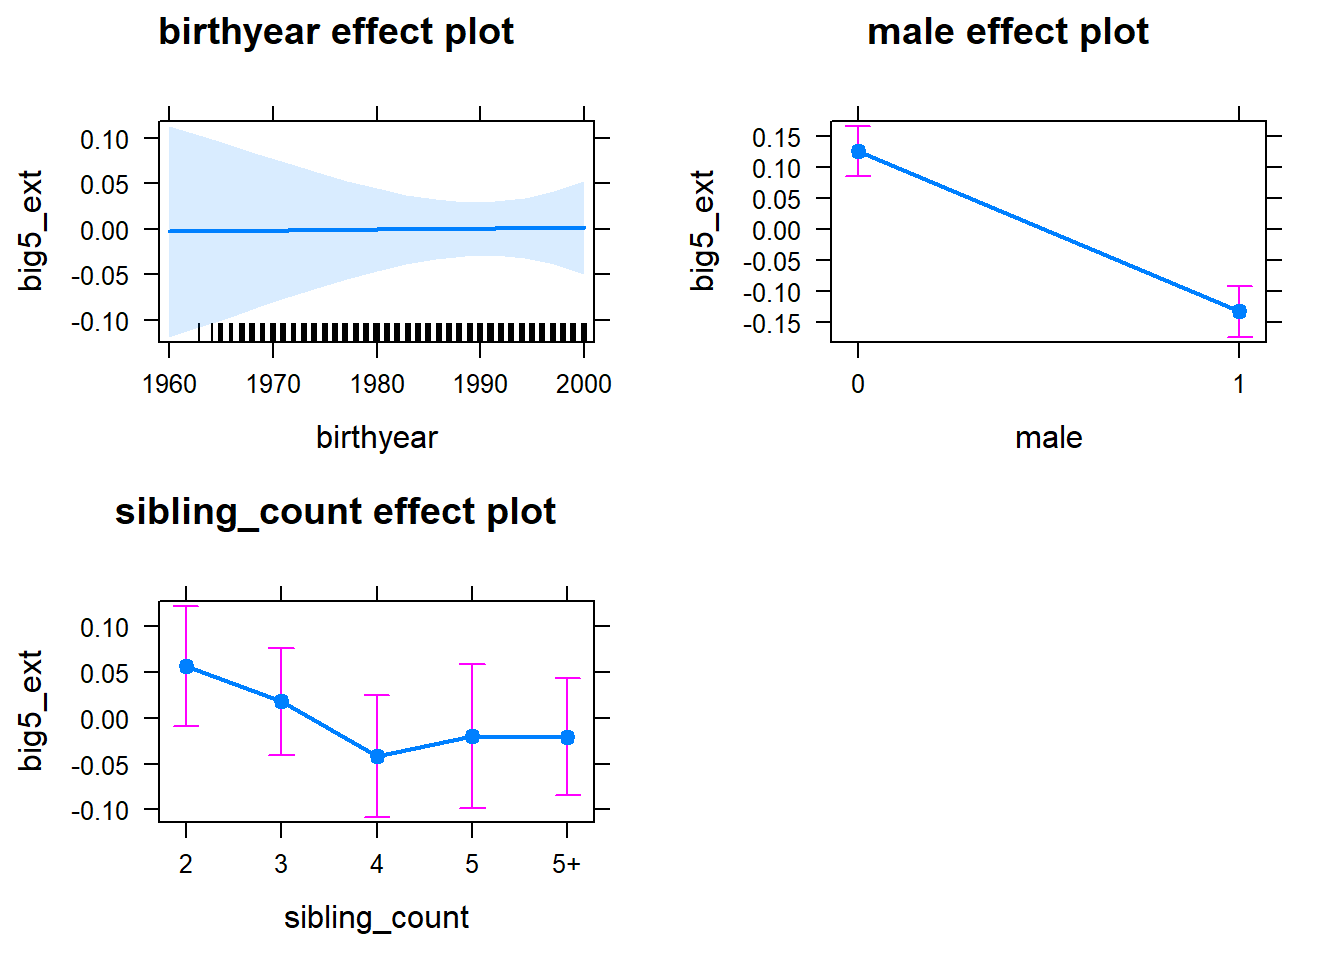 birthyear effect plot
big5_ext
0.10
0.05
0.00
-0.05
-0.10
1960 1970 1980 1990 2000
birthyear
male effect plot
big5_ext
0.15
0.10
0.05
0.00
-0.05
-0.10
-0.15
0 1
male
sibling_count effect plot
big5_ext
0.10
0.05
0.00
-0.05
-0.10
2 3 4 5 5+
sibling_count